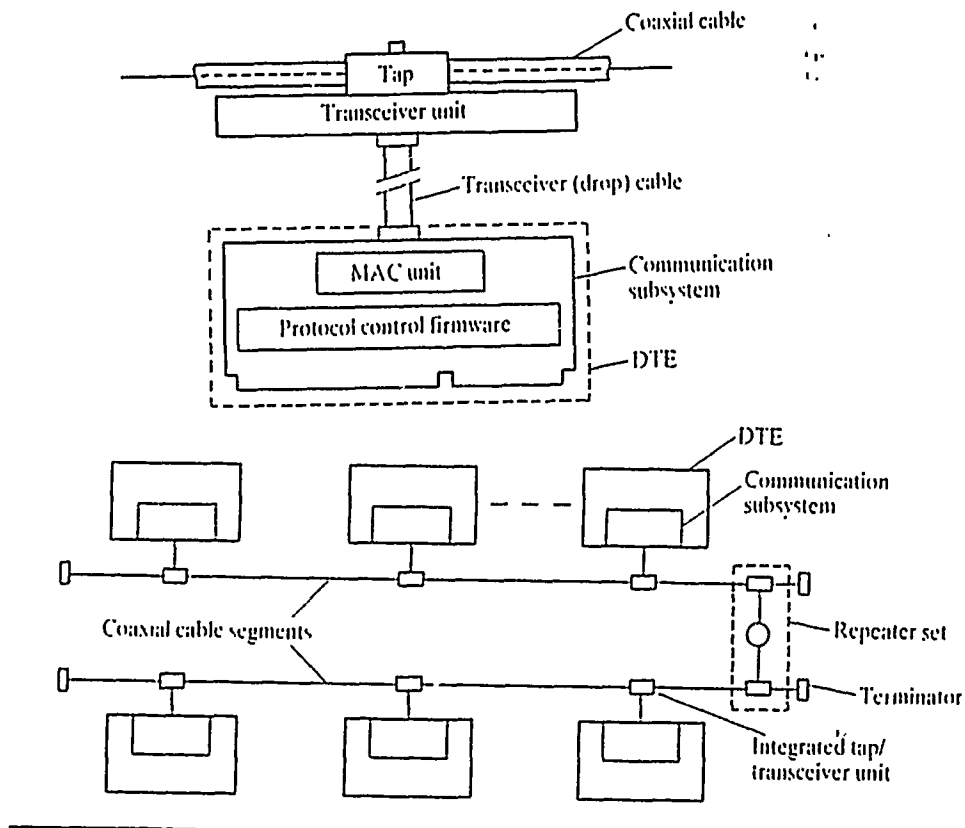 Coaxial cable
Tap
Transceiver unit
Transceiver (drop) cable
MAC unit
Communication
subsystem
Protocol control firmware
DTE
DTE
Communication
subsystem
Coaxial cable segments
Repeater set
Terminator
Integrated tap/
transceiver unit